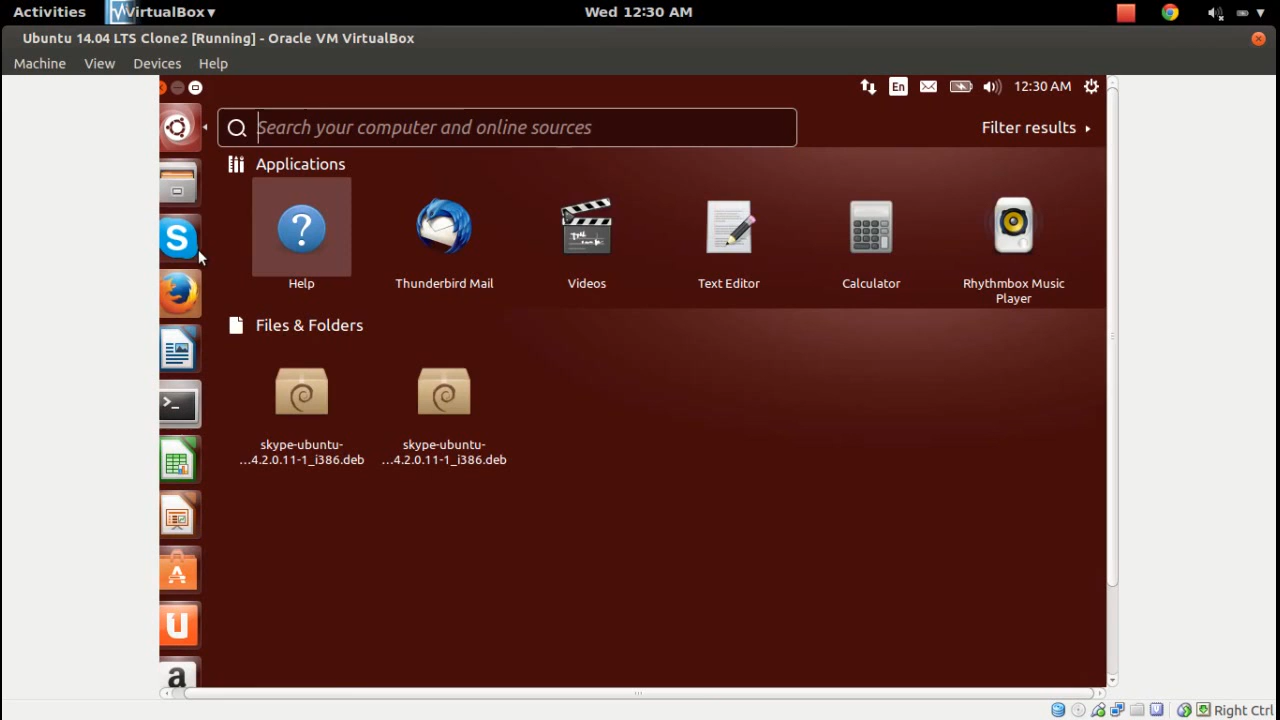 Activities
VirtualBox ▾
Wed 12:30 AM
Ubuntu 14.04 LTS Clone2 [Running] - Oracle VM VirtualBox
Machine View Devices Help
En
12:30 AM
Search your computer and online sources
Filter results
Applications
Help
Thunderbird Mail
Videos
Text Editor
Calculator
Rhythmbox Music
Player
Files & Folders
skype-ubuntu-
...4.2.0.11-1_i386.deb
skype-ubuntu-
...4.2.0.11-1_i386.deb
Right Ctrl